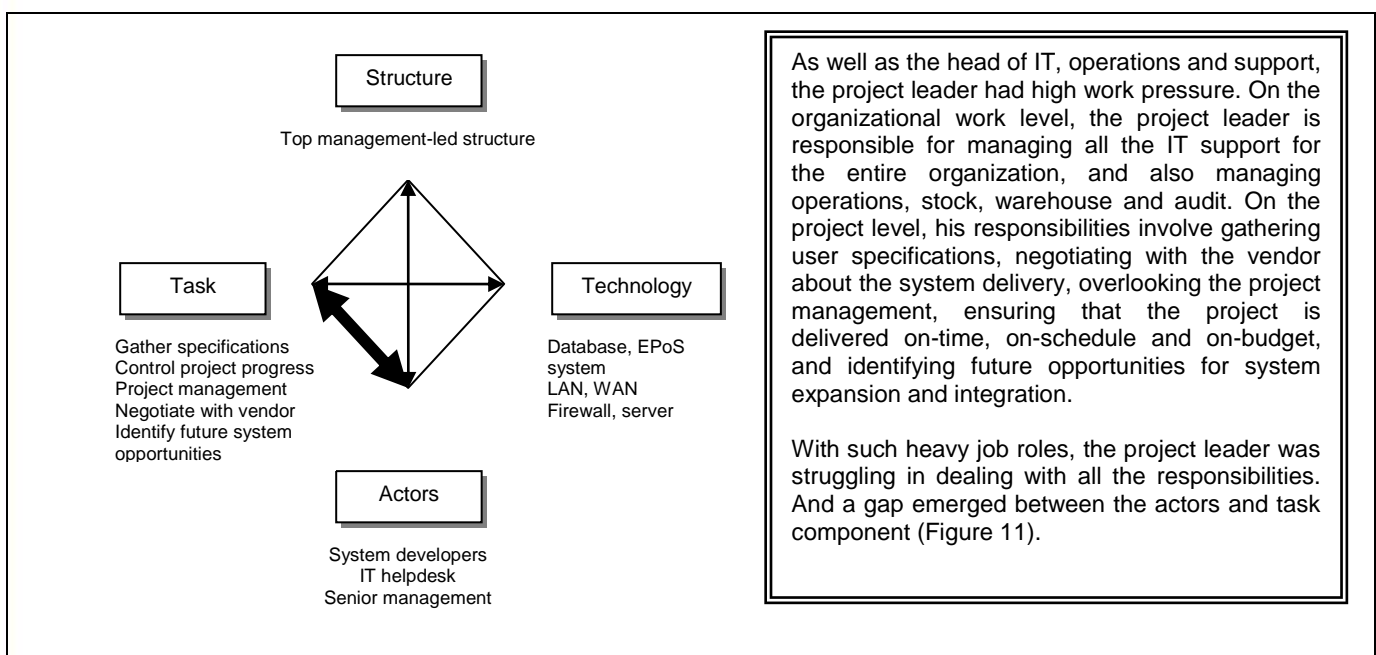 Structure
Top management-led structure
Task
Gather specifications
Control project progress
Project management
Negotiate with vendor
Identify future system
opportunities
Technology
Database, EPoS
system
LAN, WAN
Firewall, server
Actors
System developers
IT helpdesk
Senior management
As well as the head of IT, operations and support,
the project leader had high work pressure. On the
organizational work level, the project leader is
responsible for managing all the IT support for
the entire organization, and also managing
operations, stock, warehouse and audit. On the
project level, his responsibilities involve gathering
user specifications, negotiating with the vendor
about the system delivery, overlooking the project
management, ensuring that the project is
delivered on-time, on-schedule and on-budget,
and identifying future opportunities for system
expansion and integration.
With such heavy job roles, the project leader was
struggling in dealing with all the responsibilities.
And a gap emerged between the actors and task
component (Figure 11).